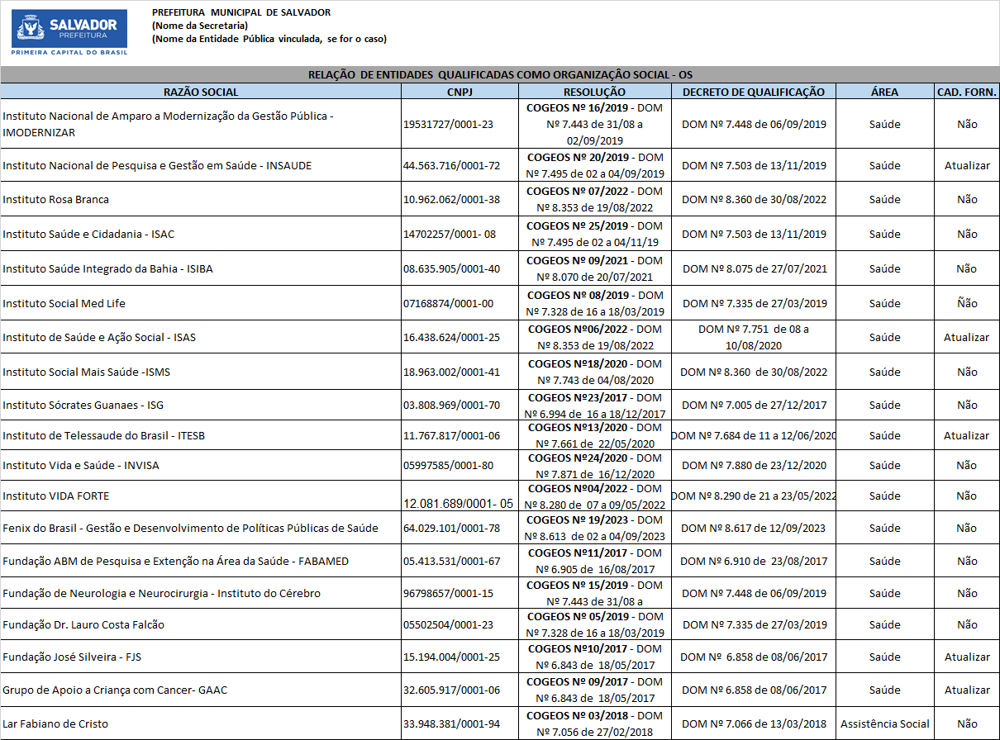 SALVADOR
PREFEITURA
PRIMEIRA CAPITAL DO BRASIL
PREFEITURA MUNICIPAL DE SALVADOR
(Nome da Secretaria)
(Nome da Entidade Pública vinculada, se for o caso)
RELAÇÃO DE ENTIDADES QUALIFICADAS COMO ORGANIZAÇÂO SOCIAL - OS
RAZÃO SOCIAL CNPJ RESOLUÇÃO DECRETO DE QUALIFICAÇÃO ÁREA CAD. FORN.
Instituto Nacional de Amparo a Modernização da Gestão Pública -
IMODERNIZAR
19531727/0001-23
COGEOS Nº 16/2019 - DOM
Nº 7.443 de 31/08 a
02/09/2019
DOM Nº 7.448 de 06/09/2019 Saúde Não
Instituto Nacional de Pesquisa e Gestão em Saúde - INSAUDE 44.563.716/0001-72
COGEOS Nº 20/2019 - DOM
Nº 7.495 de 02 a 04/09/2019
DOM Nº 7.503 de 13/11/2019 Saúde Atualizar
Instituto Rosa Branca 10.962.062/0001-38
COGEOS Nº 07/2022 - DOM
Nº 8.353 de 19/08/2022
DOM Nº 8.360 de 30/08/2022 Saúde Não
Instituto Saúde e Cidadania - ISAC 14702257/0001- 08
COGEOS Nº 25/2019 - DOM
Nº 7.495 de 02 a 04/11/19
DOM Nº 7.503 de 13/11/2019 Saúde Não
Instituto Saúde Integrado da Bahia - ISIBA 08.635.905/0001-40
COGEOS Nº 09/2021 - DOM
Nº 8.070 de 20/07/2021
DOM Nº 8.075 de 27/07/2021 Saúde Não
Instituto Social Med Life 07168874/0001-00
COGEOS Nº 08/2019 - DOM
Nº 7.328 de 16 a 18/03/2019
DOM Nº 7.335 de 27/03/2019 Saúde Ñão
Instituto de Saúde e Ação Social - ISAS 16.438.624/0001-25
COGEOS Nº06/2022 - DOM
Nº 8.353 de 19/08/2022
DOM Nº 7.751 de 08 a
10/08/2020
Saúde Atualizar
Instituto Social Mais Saúde -ISMS 18.963.002/0001-41
COGEOS Nº18/2020 - DOM
Nº 7.743 de 04/08/2020
DOM Nº 8.360 de 30/08/2022 Saúde Não
Instituto Sócrates Guanaes - ISG 03.808.969/0001-70
COGEOS Nº23/2017 - DOM
Nº 6.994 de 16 a 18/12/2017
DOM Nº 7.005 de 27/12/2017 Saúde Não
Instituto de Telessaude do Brasil - ITESB 11.767.817/0001-06
COGEOS Nº13/2020 - DOM
Nº 7.661 de 22/05/2020
DOM Nº 7.684 de 11 a 12/06/2020 Saúde Atualizar
Instituto Vida e Saúde - INVISA 05997585/0001-80
COGEOS Nº24/2020 - DOM
Nº 7.871 de 16/12/2020
DOM Nº 7.880 de 23/12/2020 Saúde Não
Instituto VIDA FORTE 12.081.689/0001- 05
COGEOS Nº04/2022 - DOM
Nº 8.280 de 07 a 09/05/2022
DOM Nº 8.290 de 21 a 23/05/2022 Saúde Não
Fenix do Brasil - Gestão e Desenvolvimento de Políticas Públicas de Saúde 64.029.101/0001-78
COGEOS Nº 19/2023 - DOM
Nº 8.613 de 02 a 04/09/2023
DOM Nº 8.617 de 12/09/2023 Saúde Não
Fundação ABM de Pesquisa e Extenção na Área da Saúde - FABAMED 05.413.531/0001-67
COGEOS Nº11/2017 - DOM
Nº 6.905 de 16/08/2017
DOM Nº 6.910 de 23/08/2017 Saúde Não
Fundação de Neurologia e Neurocirurgia - Instituto do Cérebro 96798657/0001-15
COGEOS Nº 15/2019 - DOM
Nº 7.443 de 31/08 a
DOM Nº 7.448 de 06/09/2019 Saúde Não
Fundação Dr. Lauro Costa Falcão 05502504/0001-23
COGEOS Nº 05/2019 - DOM
Nº 7.328 de 16 a 18/03/2019
DOM Nº 7.335 de 27/03/2019 Saúde Não
Fundação José Silveira - FJS 15.194.004/0001-25
COGEOS Nº10/2017 - DOM
Nº 6.843 de 18/05/2017
DOM Nº 6.858 de 08/06/2017 Saúde Atualizar
Grupo de Apoio a Criança com Cancer- GAAC 32.605.917/0001-06
COGEOS Nº 09/2017 - DOM
Nº 6.843 de 18/05/2017
DOM Nº 6.858 de 08/06/2017 Saúde Atualizar
Lar Fabiano de Cristo 33.948.381/0001-94
COGEOS Nº 03/2018 - DOM
Nº 7.056 de 27/02/2018
DOM Nº 7.066 de 13/03/2018 Assistência Social Não